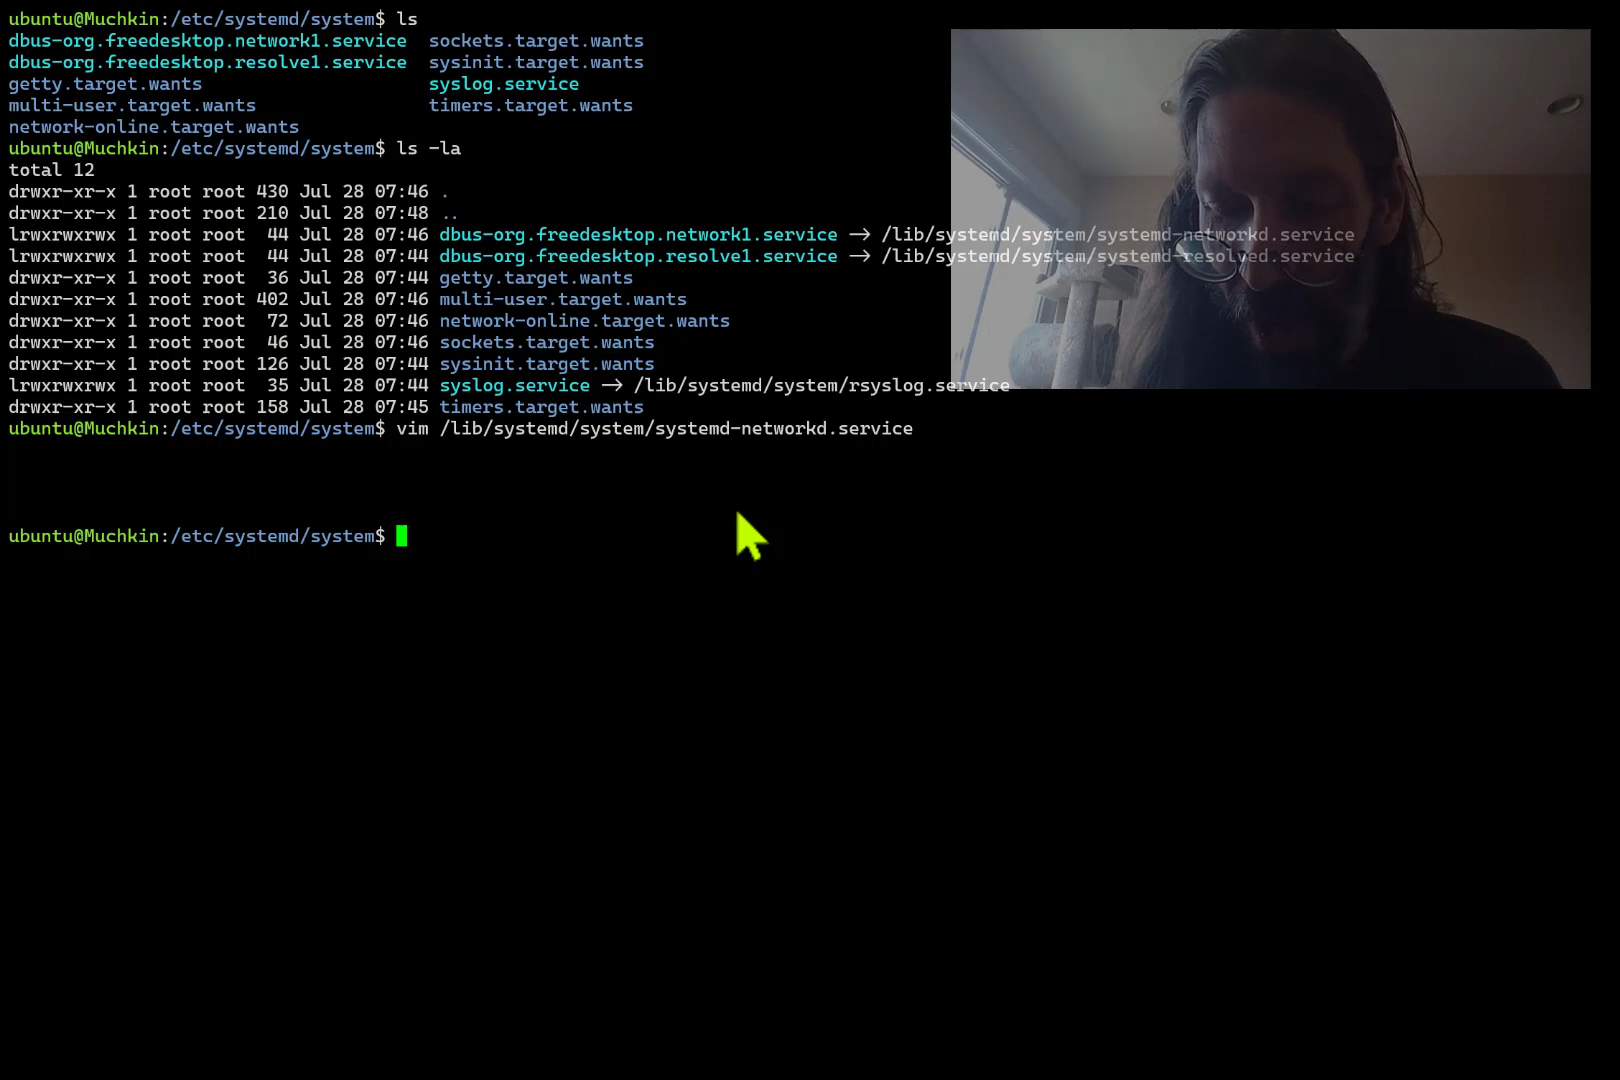 ubuntu@Muchkin:/etc/systemd/system$ ls
dbus-org.freedesktop.network1.service  sockets.target.wants
dbus-org.freedesktop.resolve1.service  sysinit.target.wants
getty.target.wants                     syslog.service
multi-user.target.wants                timers.target.wants
network-online.target.wants
ubuntu@Muchkin:/etc/systemd/system$ ls -la
total 12
drwxr-xr-x 1 root root 430 Jul 28 07:46 .
drwxr-xr-x 1 root root 210 Jul 28 07:48 ..
lrwxrwxrwx 1 root root  44 Jul 28 07:46 dbus-org.freedesktop.network1.service -> /lib/systemd/system/systemd-networkd.service
lrwxrwxrwx 1 root root  44 Jul 28 07:44 dbus-org.freedesktop.resolve1.service -> /lib/systemd/system/systemd-resolved.service
drwxr-xr-x 1 root root  36 Jul 28 07:44 getty.target.wants
drwxr-xr-x 1 root root 402 Jul 28 07:46 multi-user.target.wants
drwxr-xr-x 1 root root  72 Jul 28 07:46 network-online.target.wants
drwxr-xr-x 1 root root  46 Jul 28 07:46 sockets.target.wants
drwxr-xr-x 1 root root 126 Jul 28 07:44 sysinit.target.wants
lrwxrwxrwx 1 root root  35 Jul 28 07:44 syslog.service -> /lib/systemd/system/rsyslog.service
drwxr-xr-x 1 root root 158 Jul 28 07:45 timers.target.wants
ubuntu@Muchkin:/etc/systemd/system$ vim /lib/systemd/system/systemd-networkd.service
ubuntu@Muchkin:/etc/systemd/system$